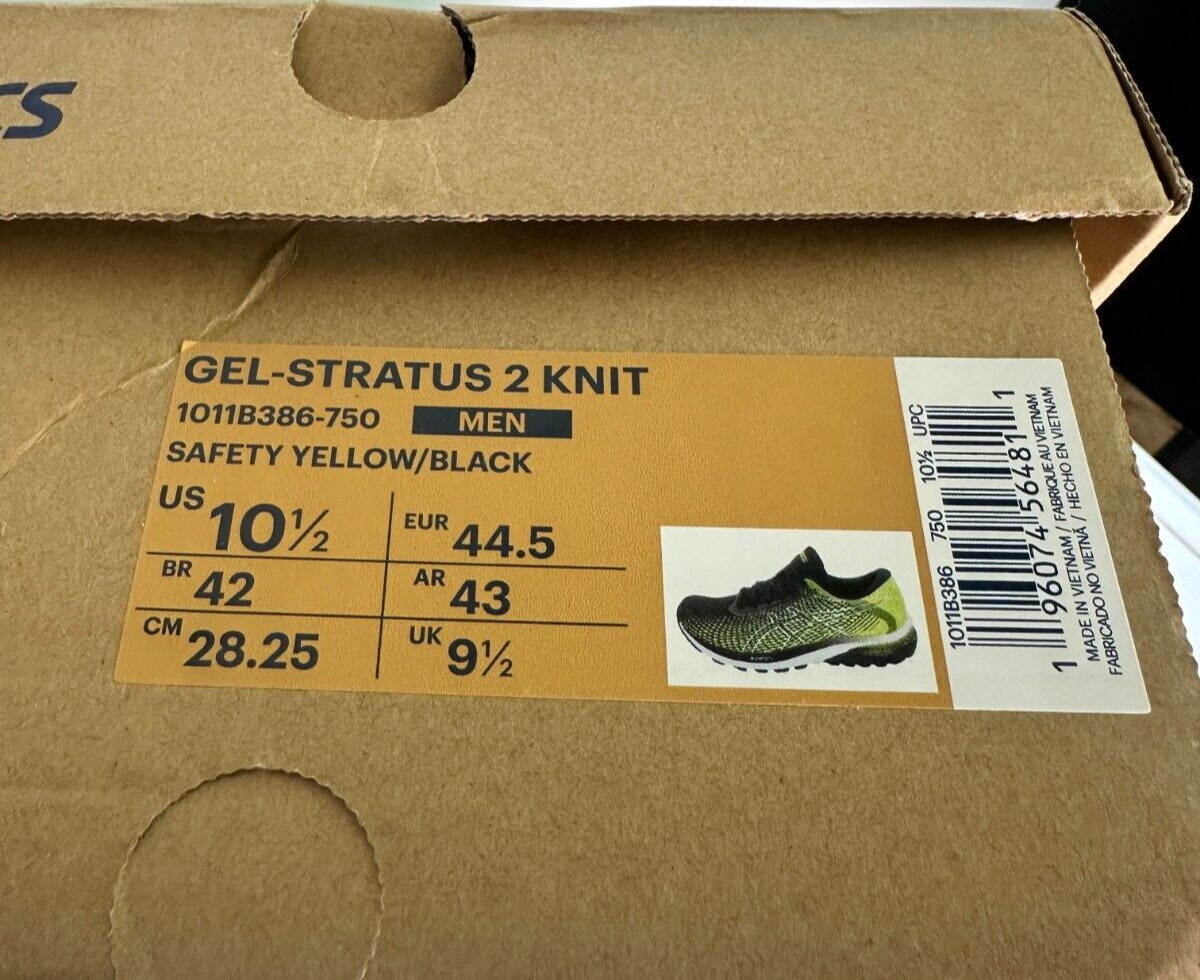 CS
GEL-STRATUS 2 KNIT
1011B386-750 MEN
SAFETY YELLOW/BLACK
US 10½ EUR 44.5
BR 42 AR 43
CM 28.25 UK 9½
1011B386 750 10½ UPC
1 96074 56481 1
MADE IN VIETNAM / FABRIQUE AU VIETNAM
FABRICADO NO VIETNÃ / HECHO EN VIETNAM